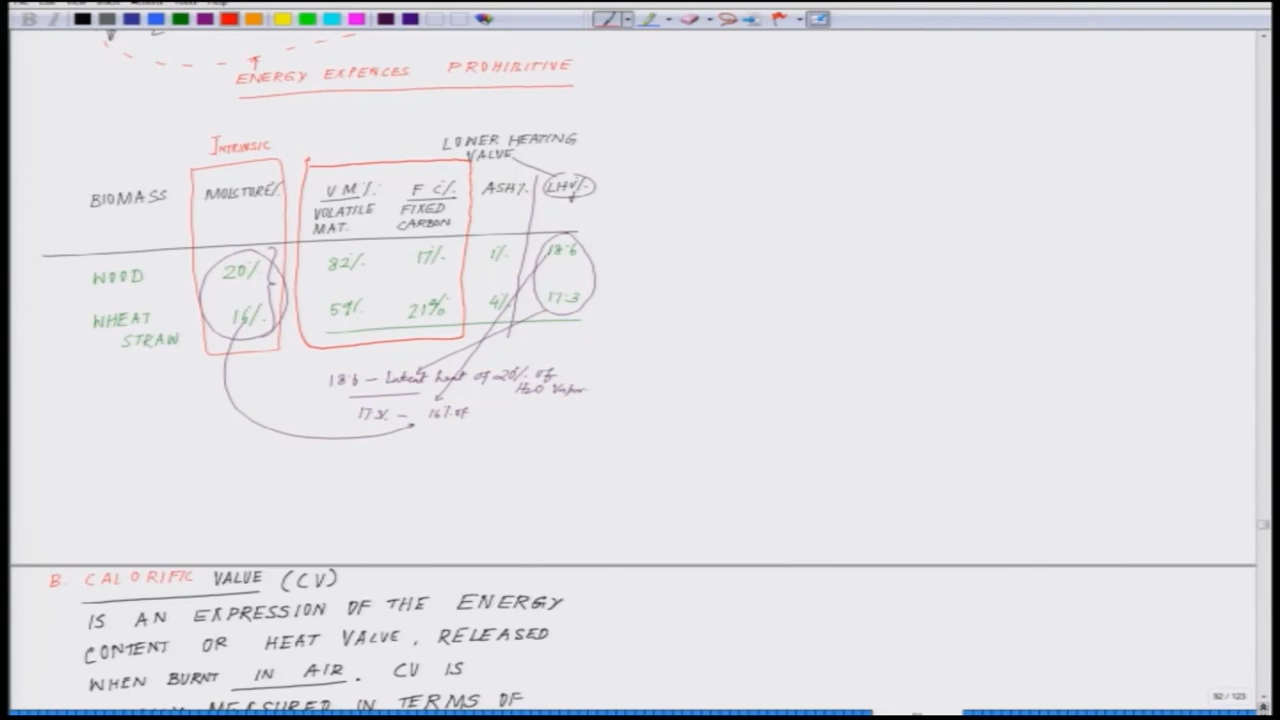 ENERGY EXPENCES PROHIBITIVE
INTRINSIC
LOWER HEATING
VALUE
BIOMASS MOISTURE% VM% FC% ASH% LHV%
VOLATILE FIXED
MAT. CARBON
WOOD 20% 82% 17% 1% 18.6
WHEAT 16% 59% 21% 4% 17.3
STRAW
18.6 - Latent heat of 20% of
H2O Vapor
17.3 - 16% of
B. CALORIFIC VALUE (CV)
IS AN EXPRESSION OF THE ENERGY
CONTENT OR HEAT VALUE, RELEASED
WHEN BURNT IN AIR. CV IS
MEASURED IN TERMS OF
92 / 123